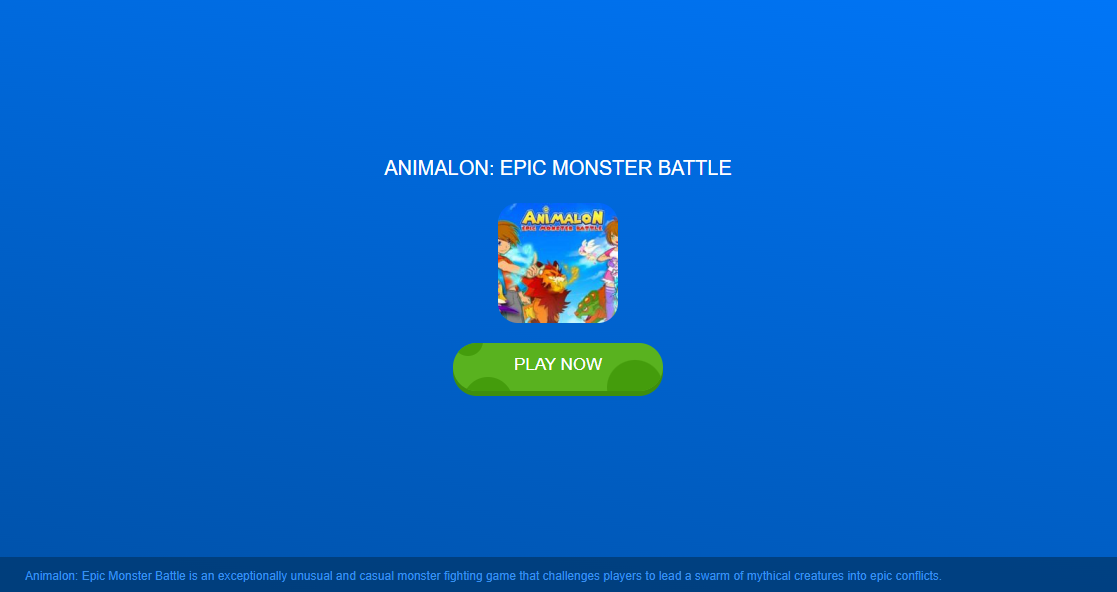 ANIMALON: EPIC MONSTER BATTLE
ANIMALON
EPIC MONSTER BATTLE
PLAY NOW
Animalon: Epic Monster Battle is an exceptionally unusual and casual monster fighting game that challenges players to lead a swarm of mythical creatures into epic conflicts.